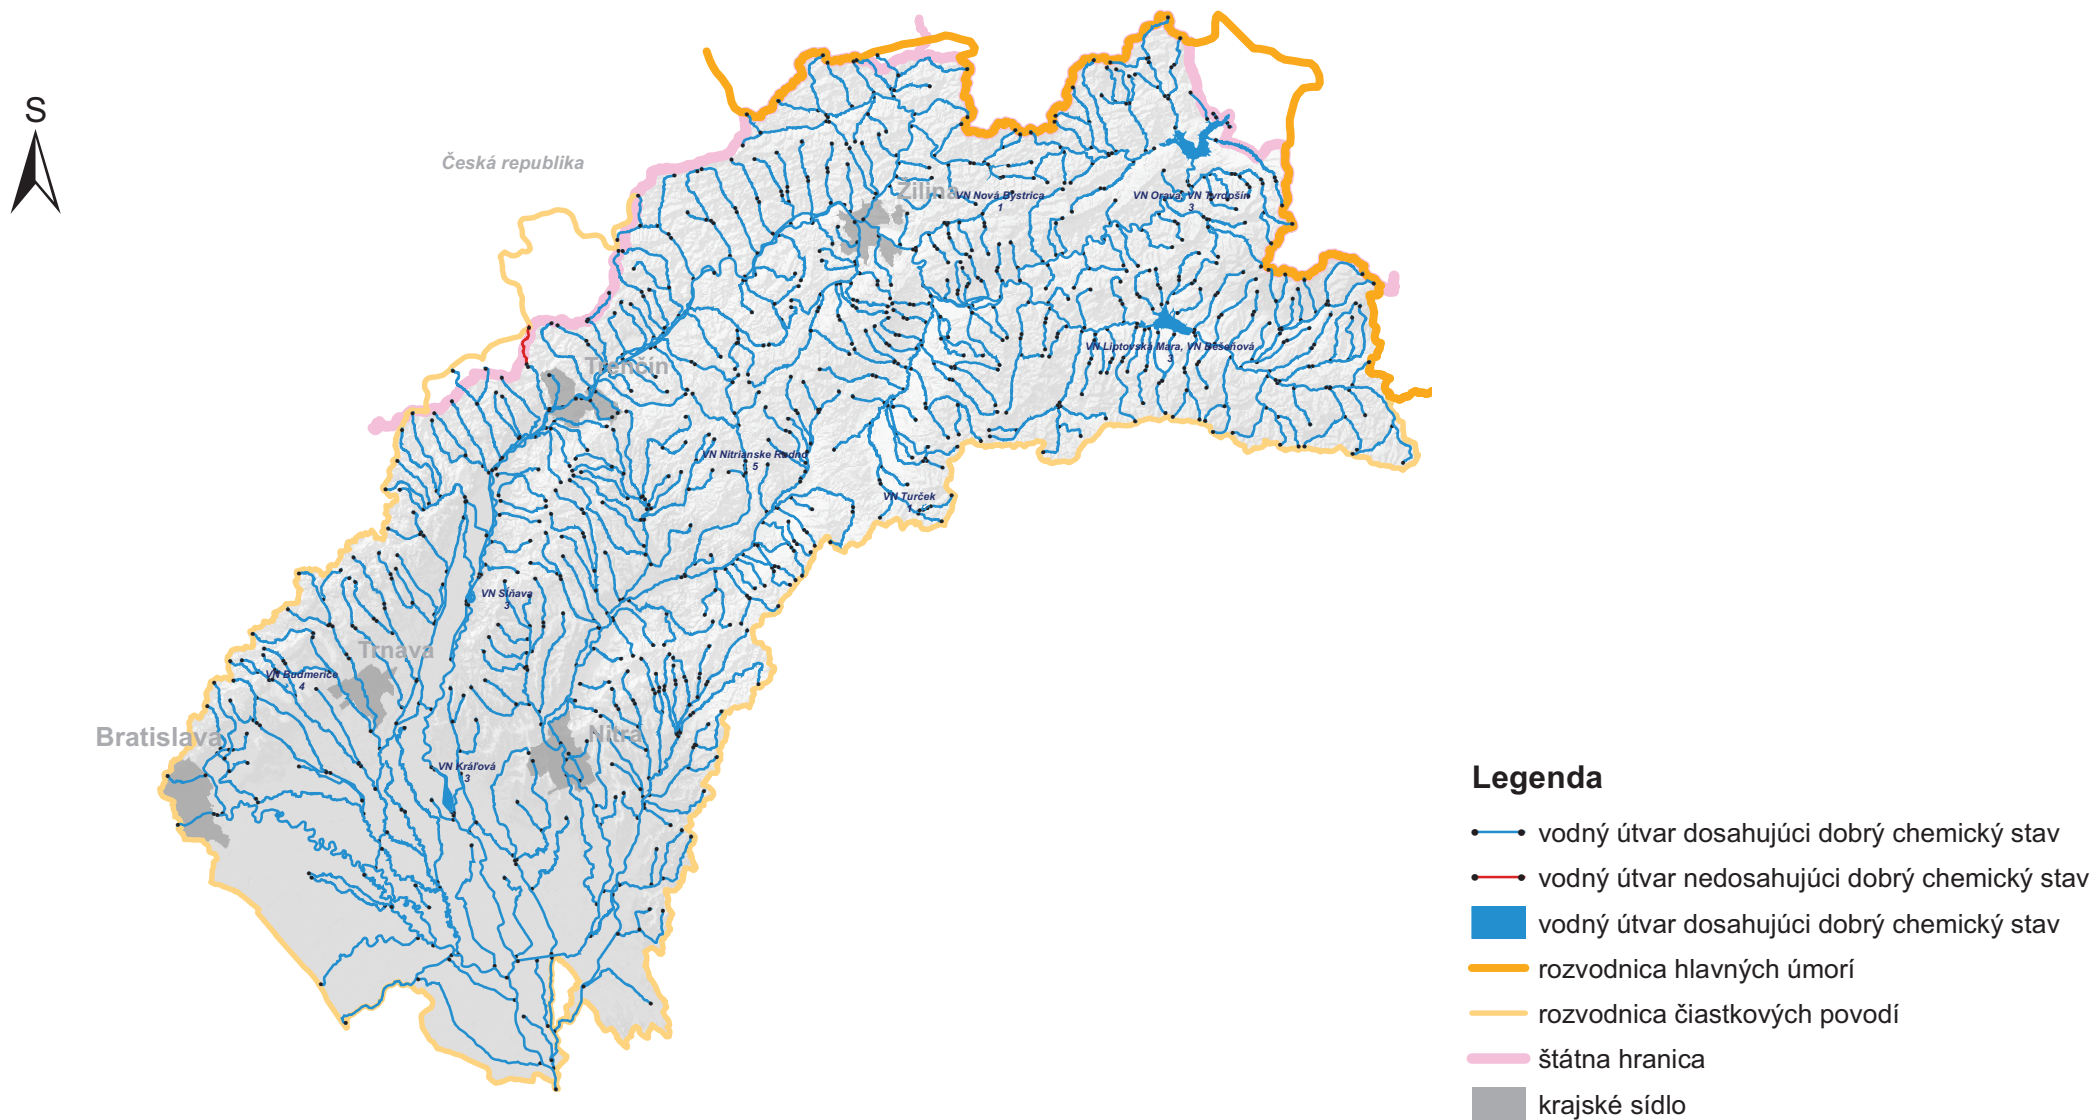 S
Česká republika
Žilina
VN Nová Bystrica
1
VN Orava, VN Tvrdošín
3
VN Liptovská Mara, VN Bešeňová
3
Trenčín
VN Nitrianske Rudno
5
VN Turček
1
VN Sĺňava
3
Trnava
VN Budmerice
4
Bratislava
Nitra
VN Kráľová
3
Legenda
vodný útvar dosahujúci dobrý chemický stav
vodný útvar nedosahujúci dobrý chemický stav
vodný útvar dosahujúci dobrý chemický stav
rozvodnica hlavných úmorí
rozvodnica čiastkových povodí
štátna hranica
krajské sídlo